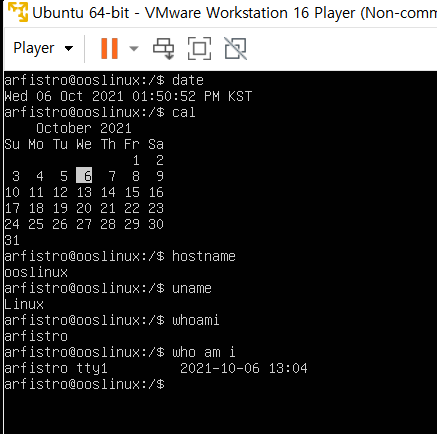 Ubuntu 64-bit - VMware Workstation 16 Player (Non-comm
Player
arfistro@ooslinux:/$ date
Wed 06 Oct 2021 01:50:52 PM KST
arfistro@ooslinux:/$ cal
    October 2021
Su Mo Tu We Th Fr Sa
                1  2
 3  4  5  6  7  8  9
10 11 12 13 14 15 16
17 18 19 20 21 22 23
24 25 26 27 28 29 30
31
arfistro@ooslinux:/$ hostname
ooslinux
arfistro@ooslinux:/$ uname
Linux
arfistro@ooslinux:/$ whoami
arfistro
arfistro@ooslinux:/$ who am i
arfistro tty1         2021-10-06 13:04
arfistro@ooslinux:/$